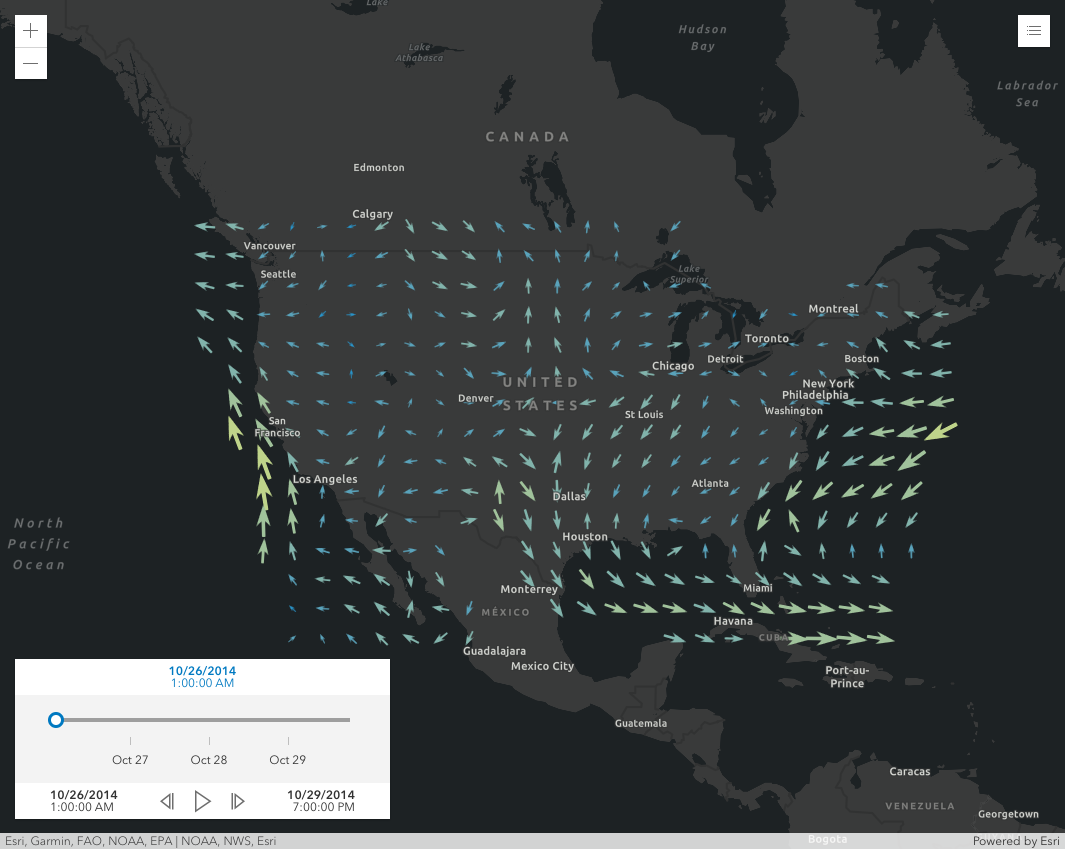 Lake
Hudson
Bay
Lake
Athabasca
Labrador
Sea
CANADA
Edmonton
Calgary
Vancouver
Seattle
Lake
Superior
Montreal
Toronto
Boston
Detroit
Chicago
UNITED
STATES
New York
Philadelphia
Washington
Denver
St Louis
San
Francisco
Los Angeles
Atlanta
Dallas
North
Pacific
Ocean
Houston
Monterrey
Miami
MÉXICO
Havana
CUBA
Guadalajara
Mexico City
Port-au-
Prince
Guatemala
Caracas
VENEZUELA
Georgetown
Bogota
10/26/2014
1:00:00 AM
Oct 27 Oct 28 Oct 29
10/26/2014 10/29/2014
1:00:00 AM 7:00:00 PM
Esri, Garmin, FAO, NOAA, EPA | NOAA, NWS, Esri Powered by Esri